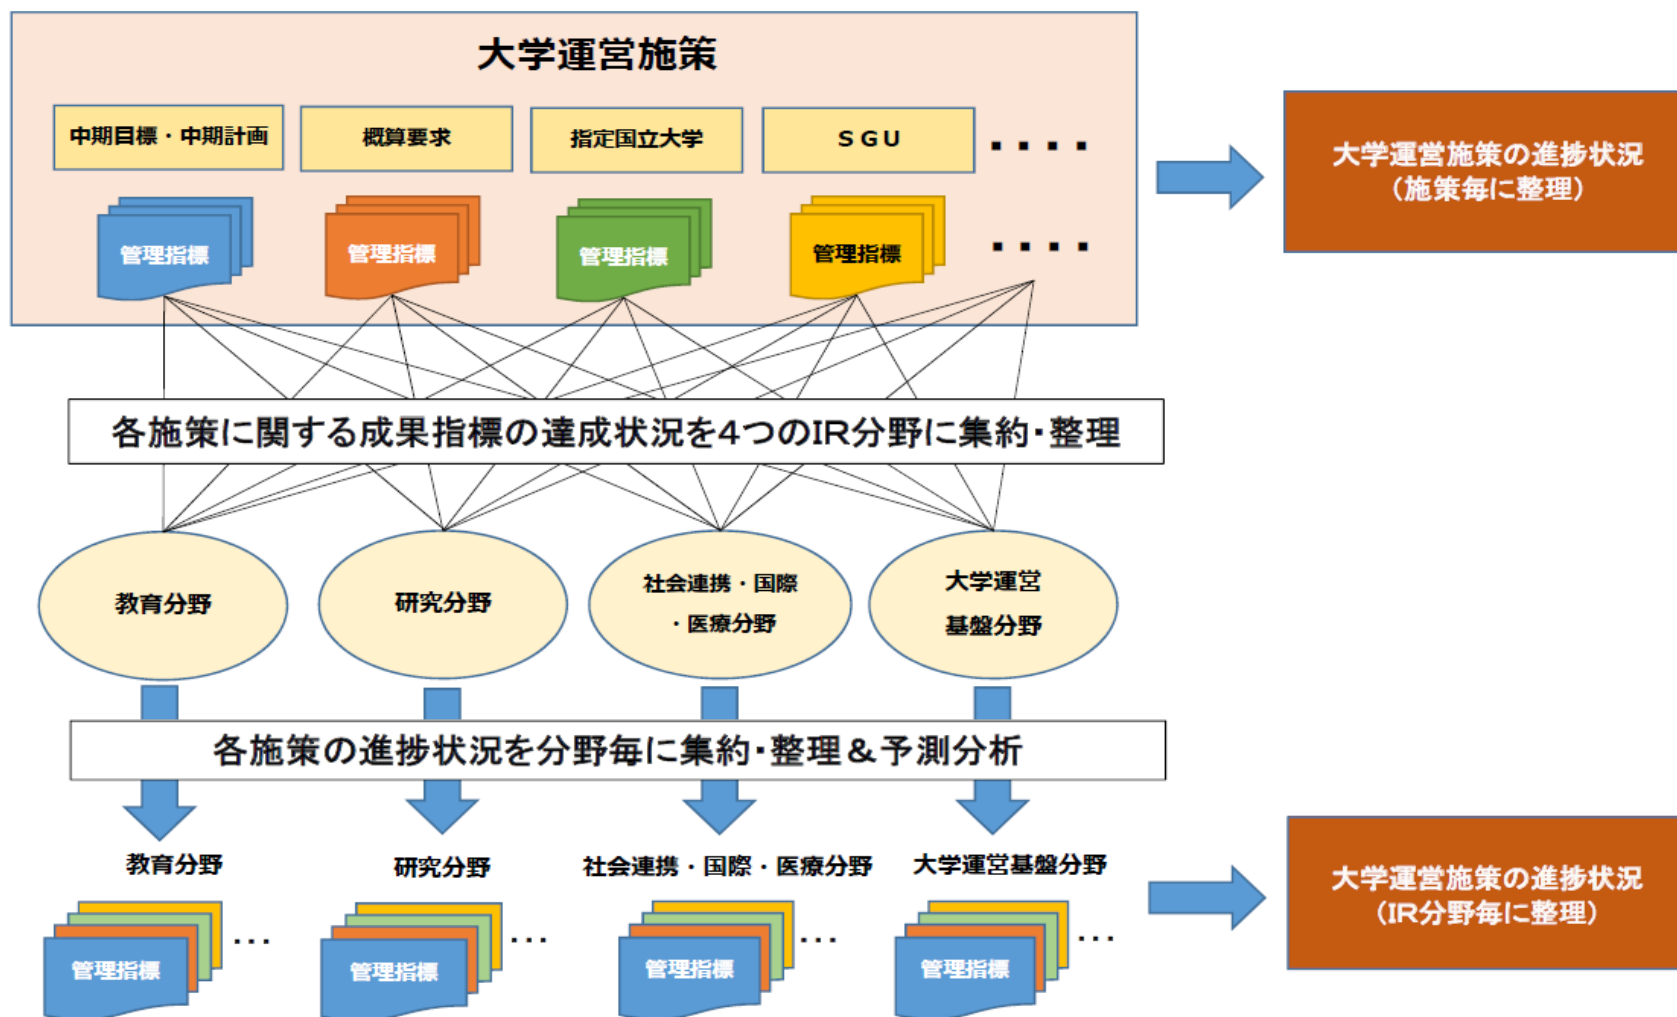 大学運営施策
中期目標・中期計画
概算要求
指定国立大学
ＳＧＵ
・・・・
管理指標
管理指標
管理指標
管理指標
・・・・
大学運営施策の進捗状況
（施策毎に整理）
各施策に関する成果指標の達成状況を4つのIR分野に集約・整理
教育分野
研究分野
社会連携・国際
・医療分野
大学運営
基盤分野
各施策の進捗状況を分野毎に集約・整理＆予測分析
教育分野
研究分野
社会連携・国際・医療分野
大学運営基盤分野
管理指標
…
管理指標
…
管理指標
…
管理指標
…
大学運営施策の進捗状況
（IR分野毎に整理）